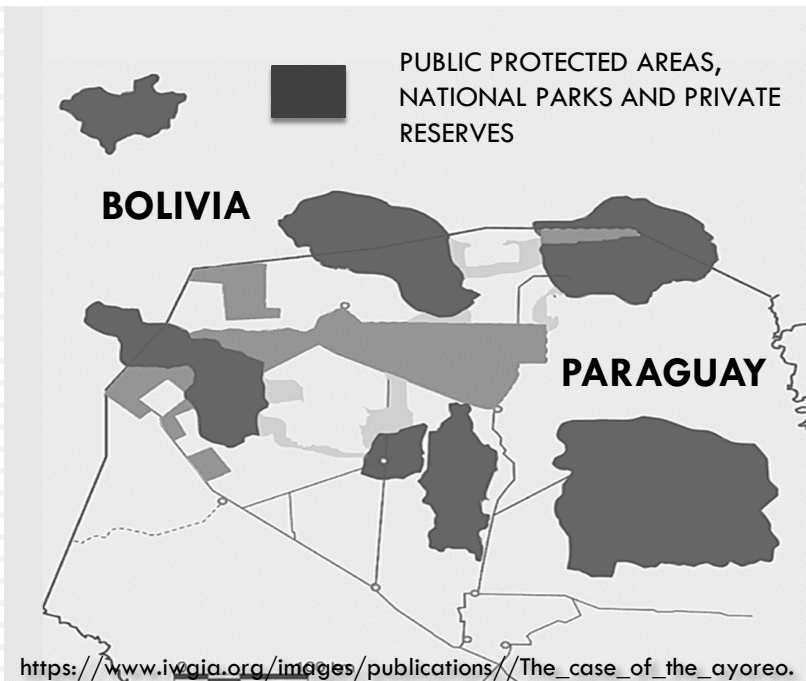 PUBLIC PROTECTED AREAS,
NATIONAL PARKS AND PRIVATE
RESERVES
BOLIVIA
PARAGUAY
https://www.iwgia.org/images/publications//The_case_of_the_ayoreo.